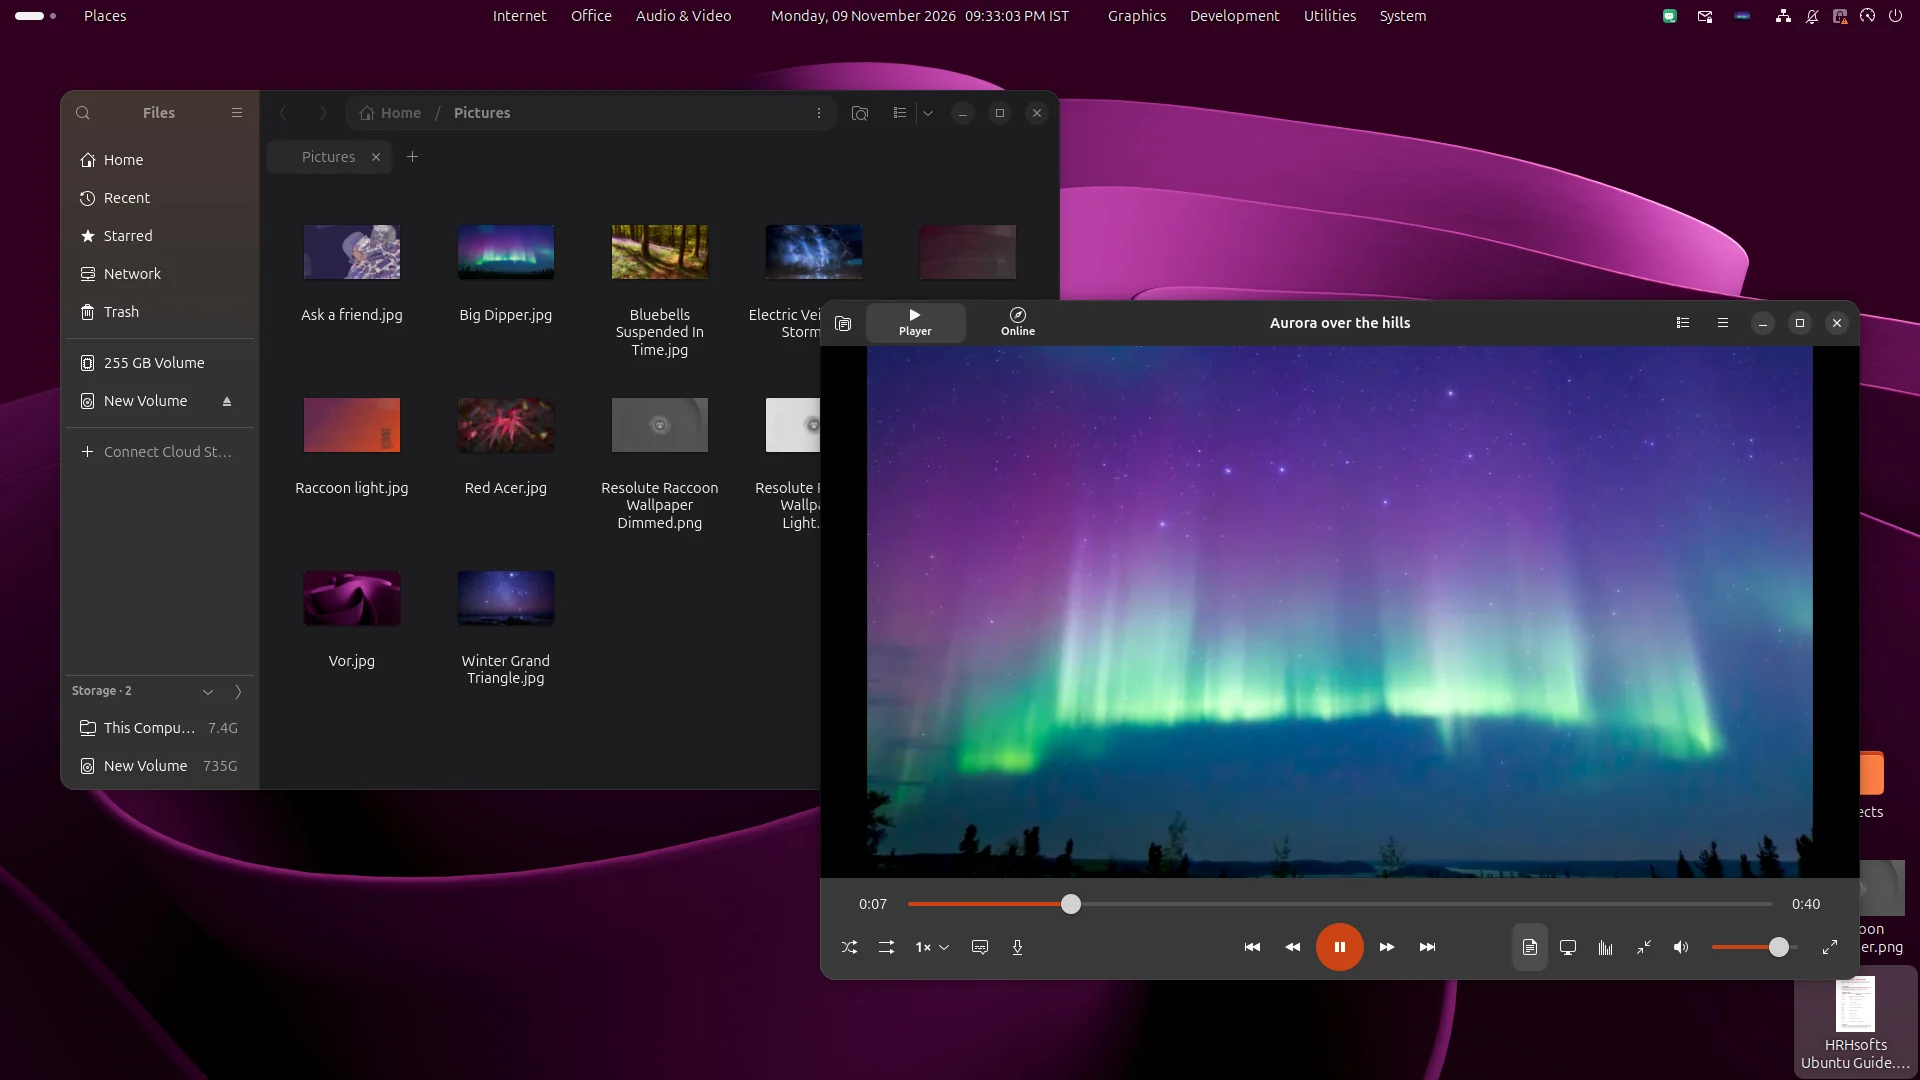 Places
Internet
Office
Audio & Video
Monday, 09 November 2026 09:33:03 PM IST
Graphics
Development
Utilities
System
Files
Home
Recent
Starred
Network
Trash
255 GB Volume
New Volume
Connect Cloud St…
Storage · 2
This Compu… 7.4G
New Volume 735G
Home / Pictures
Pictures
Ask a friend.jpg
Big Dipper.jpg
Bluebells
Suspended In
Time.jpg
Electric Vei
Storm
Raccoon light.jpg
Red Acer.jpg
Resolute Raccoon
Wallpaper
Dimmed.png
Resolute
Wallpa
Light.
Vor.jpg
Winter Grand
Triangle.jpg
Player
Online
Aurora over the hills
0:07
0:40
1×
ects
oon
er.png
HRHsofts
Ubuntu Guide.…